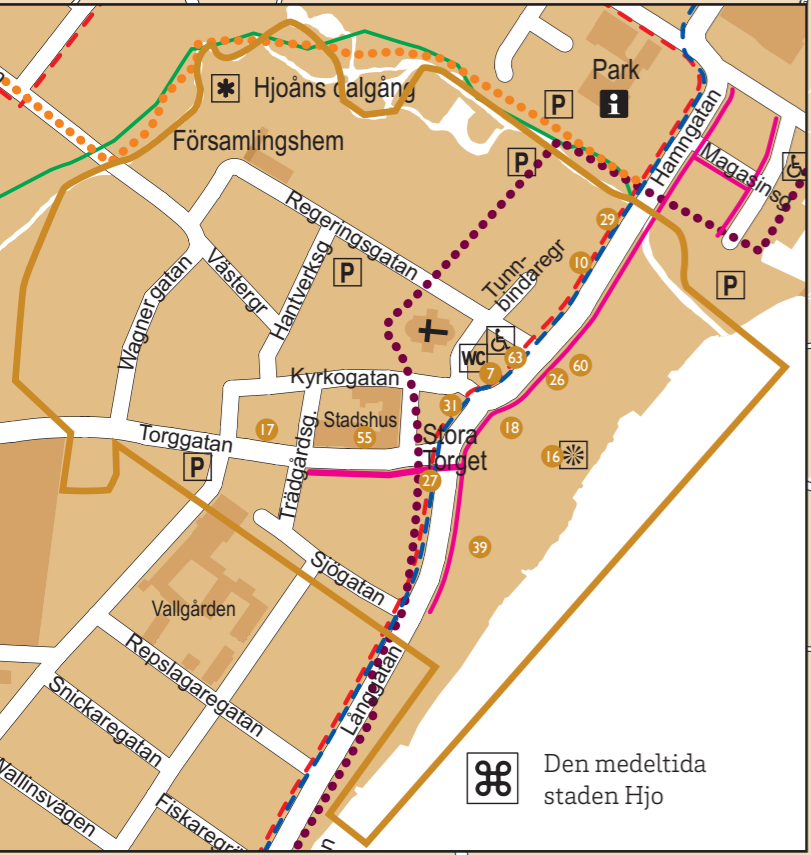 Park
P
i
Hjoåns dalgång
Hamngatan
Församlingshem
P
Magasinsg.
Regeringsgatan
29
Hantverksg
Västergr
Wagnergatan
P
Tunn-
bindaregr
10
P
WC
63
7
60
26
Kyrkogatan
31
Stadshus
55
17
18
Torggatan
Stora
Torget
P
16
Trädgårdsg.
27
39
Sjögatan
Vallgården
Repslagaregatan
Långgatan
Snickaregatan
Wallinsvägen
Fiskaregr
n
Den medeltida
staden Hjo